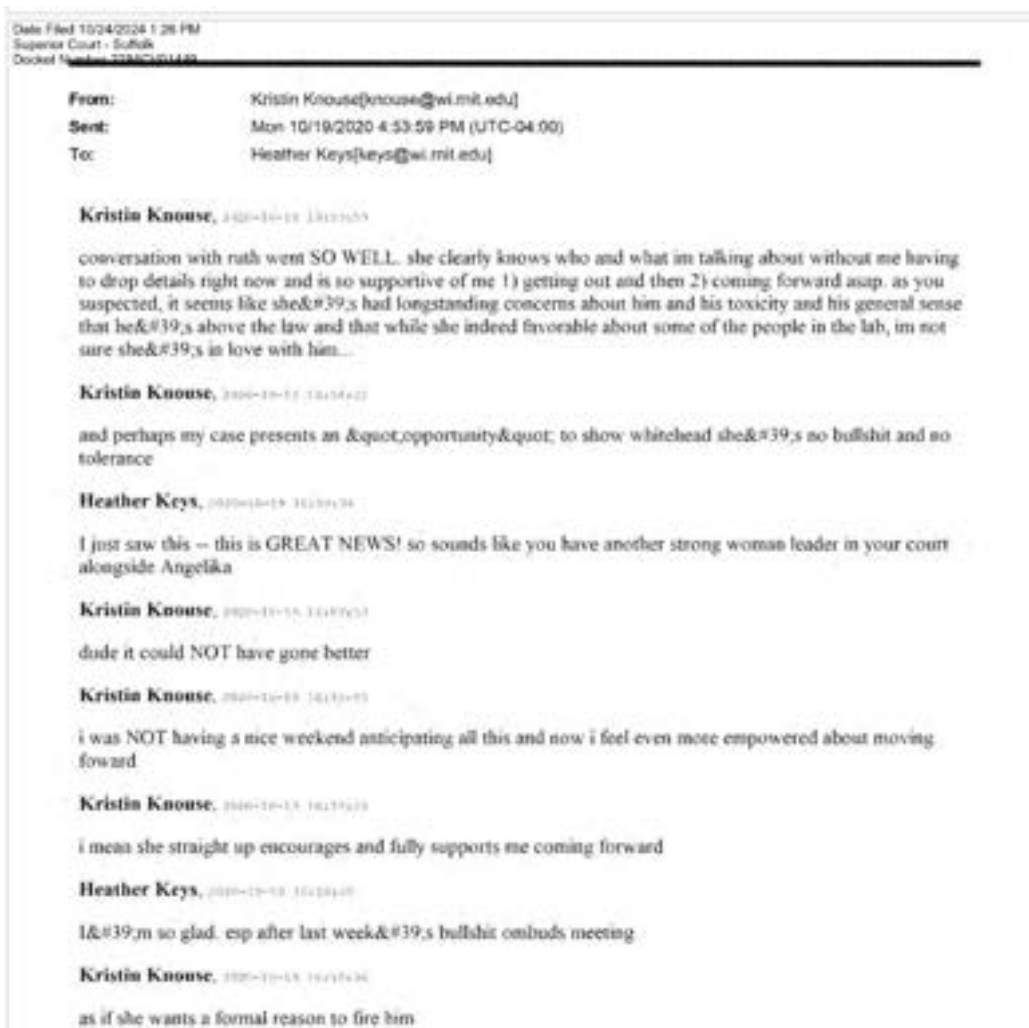 Date Filed 10/24/2024 1:26 PM
Superior Court - Suffolk
Docket Number
From: Kristin Knouse[knouse@wi.mit.edu]
Sent: Mon 10/19/2020 4:53:59 PM (UTC-04:00)
To: Heather Keys[keys@wi.mit.edu]
Kristin Knouse,
conversation with ruth went SO WELL. she clearly knows who and what im talking about without me having
to drop details right now and is so supportive of me 1) getting out and then 2) coming forward asap. as you
suspected, it seems like she&#39;s had longstanding concerns about him and his toxicity and his general sense
that he&#39;s above the law and that while she indeed favorable about some of the people in the lab, im not
sure she&#39;s in love with him...
Kristin Knouse,
and perhaps my case presents an &quot;opportunity&quot; to show whitehead she&#39;s no bullshit and no
tolerance
Heather Keys,
I just saw this -- this is GREAT NEWS! so sounds like you have another strong woman leader in your court
alongside Angelika
Kristin Knouse,
dude it could NOT have gone better
Kristin Knouse,
i was NOT having a nice weekend anticipating all this and now i feel even more empowered about moving
foward
Kristin Knouse,
i mean she straight up encourages and fully supports me coming forward
Heather Keys,
I&#39;m so glad. esp after last week&#39;s bullshit ombuds meeting
Kristin Knouse,
as if she wants a formal reason to fire him